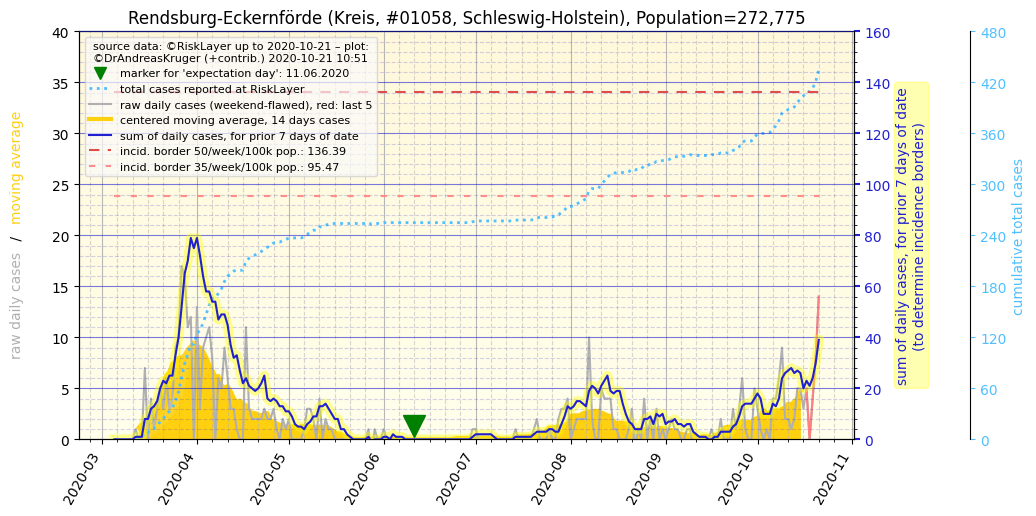 Rendsburg-Eckernförde (Kreis, #01058, Schleswig-Holstein), Population=272,775
source data: ©RiskLayer up to 2020-10-21 – plot:
©DrAndreasKruger (+contrib.) 2020-10-21 10:51
marker for 'expectation day': 11.06.2020
total cases reported at RiskLayer
raw daily cases (weekend-flawed), red: last 5
centered moving average, 14 days cases
sum of daily cases, for prior 7 days of date
incid. border 50/week/100k pop.: 136.39
incid. border 35/week/100k pop.: 95.47
raw daily cases / moving average
40
35
30
25
20
15
10
5
0
2020-03
2020-04
2020-05
2020-06
2020-07
2020-08
2020-09
2020-10
2020-11
160
140
120
100
80
60
40
20
0
sum of daily cases, for prior 7 days of date
(to determine incidence borders)
480
420
360
300
240
180
120
60
0
cumulative total cases